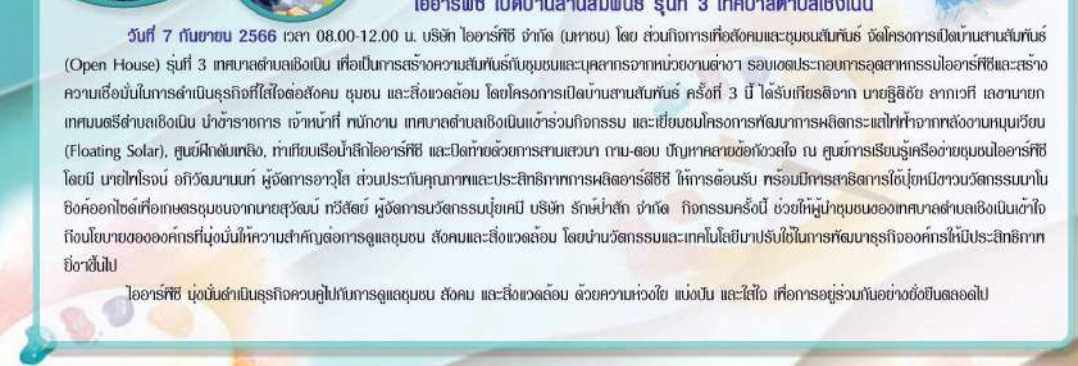 ไออาร์พีซี เปิดบ้านสานสัมพันธ์ รุ่นที่ 3 เทศบาลตำบลเชิงเนิน
วันที่ 7 กันยายน 2566 เวลา 08.00-12.00 น. บริษัท ไออาร์พีซี จำกัด (มหาชน) โดย ส่วนกิจการเพื่อสังคมและชุมชนสัมพันธ์ จัดโครงการเปิดบ้านสานสัมพันธ์
(Open House) รุ่นที่ 3 เทศบาลตำบลเชิงเนิน เพื่อเป็นการสร้างความสัมพันธ์กับชุมชนและบุคลากรจากหน่วยงานต่างๆ รอบเขตประกอบการอุตสาหกรรมไออาร์พีซีและสร้าง
ความเชื่อมั่นในการดำเนินธุรกิจที่ใส่ใจต่อสังคม ชุมชน และสิ่งแวดล้อม โดยโครงการเปิดบ้านสานสัมพันธ์ ครั้งที่ 3 นี้ ได้รับเกียรติจาก นายฐิติชัย ลากเวที เลขานายก
เทศมนตรีตำบลเชิงเนิน นำข้าราชการ เจ้าหน้าที่ พนักงาน เทศบาลตำบลเชิงเนินเข้าร่วมกิจกรรม และเยี่ยมชมโครงการพัฒนาการผลิตกระแสไฟฟ้าจากพลังงานหมุนเวียน
(Floating Solar), ศูนย์ฝึกดับเพลิง, ท่าเทียบเรือน้ำลึกไออาร์พีซี และปิดท้ายด้วยการสานเสวนา ถาม-ตอบ ปัญหาคลายข้อกังวลใจ ณ ศูนย์การเรียนรู้เครือข่ายชุมชนไออาร์พีซี
โดยมี นายไพโรจน์ อภิวัฒนานนท์ ผู้จัดการอาวุโส ส่วนประกันคุณภาพและประสิทธิภาพการผลิตอาร์ดีซีซี ให้การต้อนรับ พร้อมมีการสาธิตการใช้ปุ๋ยหมีขาวนวัตกรรมนาโน
ซิงค์ออกไซด์เพื่อเกษตรชุมชนจากนายสุวัฒน์ ทวีสัตย์ ผู้จัดการนวัตกรรมปุ๋ยเคมี บริษัท รักษ์ป่าสัก จำกัด กิจกรรมครั้งนี้ ช่วยให้ผู้นำชุมชนของเทศบาลตำบลเชิงเนินเข้าใจ
ถึงนโยบายขององค์กรที่มุ่งมั่นให้ความสำคัญต่อการดูแลชุมชน สังคมและสิ่งแวดล้อม โดยนำนวัตกรรมและเทคโนโลยีมาปรับใช้ในการพัฒนาธุรกิจองค์กรให้มีประสิทธิภาพ
ยิ่งๆขึ้นไป
ไออาร์พีซี มุ่งมั่นดำเนินธุรกิจควบคู่ไปกับการดูแลชุมชน สังคม และสิ่งแวดล้อม ด้วยความห่วงใย แบ่งปัน และใส่ใจ เพื่อการอยู่ร่วมกันอย่างยั่งยืนตลอดไป